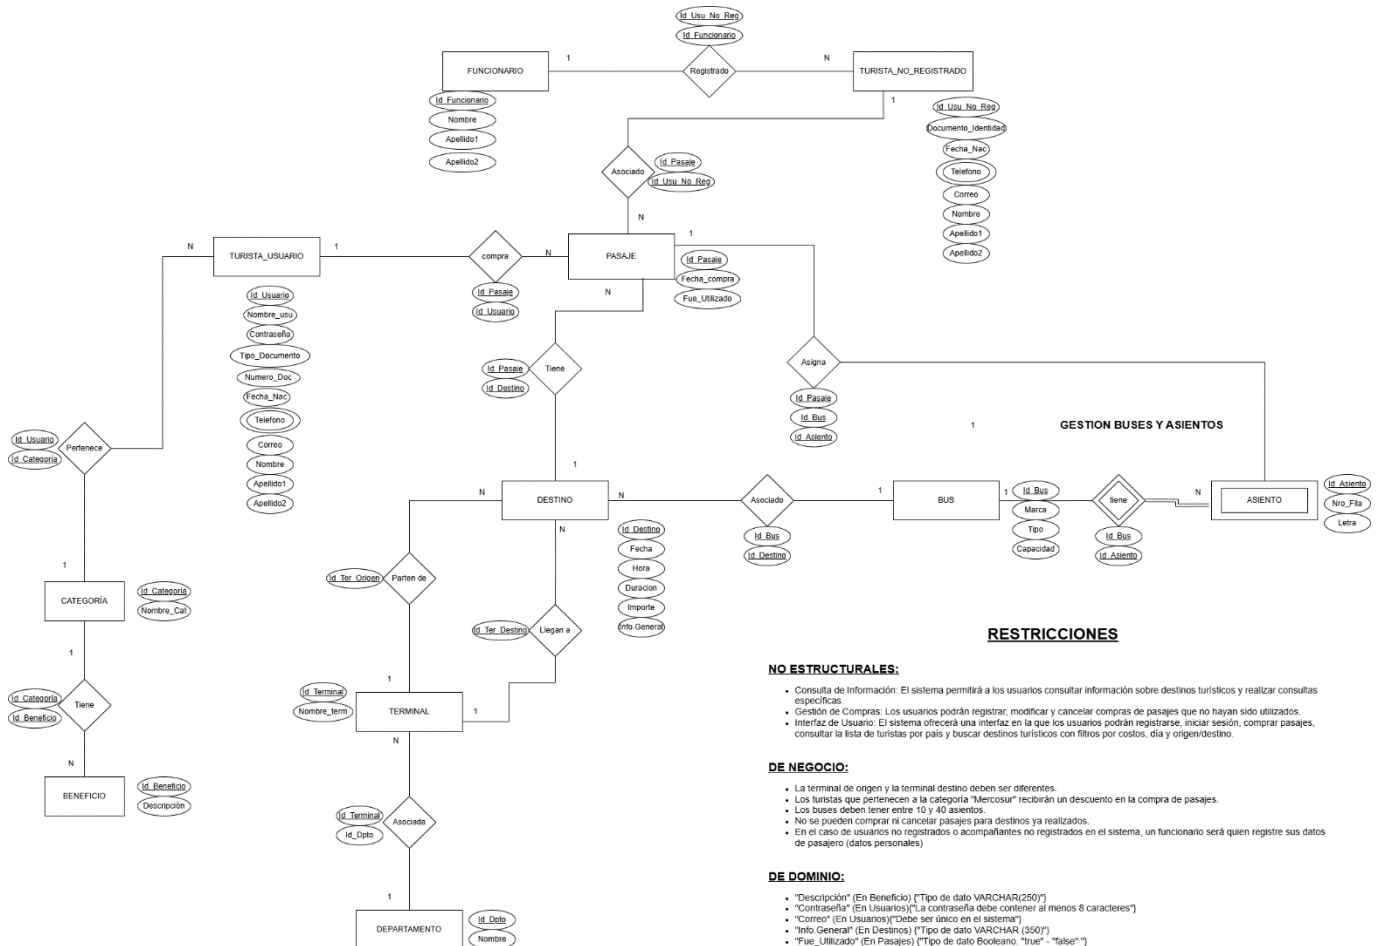 Id_Usu_No_Reg
Id_Funcionario
1
N
FUNCIONARIO
Registrado
TURISTA_NO_REGISTRADO
Id_Funcionario
Nombre
Apellido1
Apellido2
1
Id_Usu_No_Reg
Documento_Identidad
Fecha_Nac
Telefono
Correo
Nombre
Apellido1
Apellido2
Asociado
Id_Pasaje
Id_Usu_No_Reg
N
N
TURISTA_USUARIO
1
compra
N
PASAJE
1
Id_Pasaje
Fecha_compra
Fue_Utilizado
Id_Pasaje
Id_Usuario
N
Id_Usuario
Nombre_usu
Contraseña
Tipo_Documento
Numero_Doc
Fecha_Nac
Telefono
Correo
Nombre
Apellido1
Apellido2
Id_Pasaje
Id_Destino
Tiene
Asigna
Id_Pasaje
Id_Bus
Id_Asiento
1
GESTION BUSES Y ASIENTOS
Id_Usuario
Id_Categoría
Pertenece
1
N
DESTINO
N
Asociado
1
BUS
1
Id_Bus
Marca
Tipo
Capacidad
tiene
N
ASIENTO
Id_Asiento
Nro_Fila
Letra
Id_Bus
Id_Destino
Id_Bus
Id_Asiento
N
Id_Destino
Fecha
Hora
Duracion
Importe
Info.General
1
CATEGORÍA
Id_Categoría
Nombre_Cat
Id_Ter_Origen
Parten de
Id_Ter_Destino
Llegan a
1
Id_Categoría
Id_Beneficio
Tiene
1
Id_Terminal
Nombre_term
TERMINAL
1
N
N
BENEFICIO
Id_Beneficio
Descripción
Id_Terminal
Id_Dpto
Asociada
1
DEPARTAMENTO
Id_Dpto
Nombre
RESTRICCIONES
NO ESTRUCTURALES:
• Consulta de Información: El sistema permitirá a los usuarios consultar información sobre destinos turísticos y realizar consultas
específicas.
• Gestión de Compras: Los usuarios podrán registrar, modificar y cancelar compras de pasajes que no hayan sido utilizados.
• Interfaz de Usuario: El sistema ofrecerá una interfaz en la que los usuarios podrán registrarse, iniciar sesión, comprar pasajes,
consultar la lista de turistas por país y buscar destinos turísticos con filtros por costos, día y origen/destino.
DE NEGOCIO:
• La terminal de origen y la terminal destino deben ser diferentes.
• Los turistas que pertenecen a la categoría "Mercosur" recibirán un descuento en la compra de pasajes.
• Los buses deben tener entre 10 y 40 asientos.
• No se pueden comprar ni cancelar pasajes para destinos ya realizados.
• En el caso de usuarios no registrados o acompañantes no registrados en el sistema, un funcionario será quien registre sus datos
de pasajero (datos personales)
DE DOMINIO:
• "Descripción" (En Beneficio) {"Tipo de dato VARCHAR(250)"}
• "Contraseña" (En Usuarios){"La contraseña debe contener al menos 8 caracteres"}
• "Correo" (En Usuarios){"Debe ser único en el sistema"}
• "Info.General" (En Destinos) {"Tipo de dato VARCHAR (350)"}
• "Fue_Utilizado" (En Pasajes) {"Tipo de dato Booleano. "true" - "false" "}